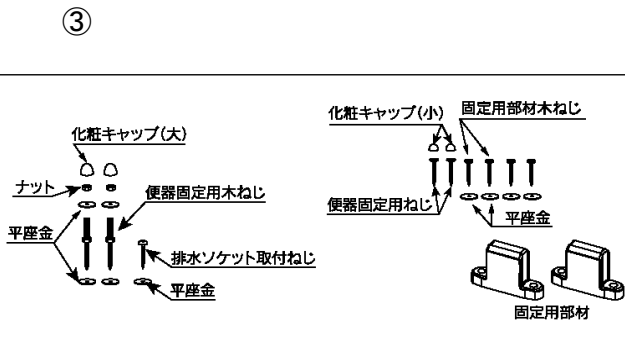 ③
化粧キャップ(大)
ナット
便器固定用木ねじ
平座金
排水ソケット取付ねじ
平座金
化粧キャップ(小)
固定用部材木ねじ
便器固定用ねじ
平座金
固定用部材